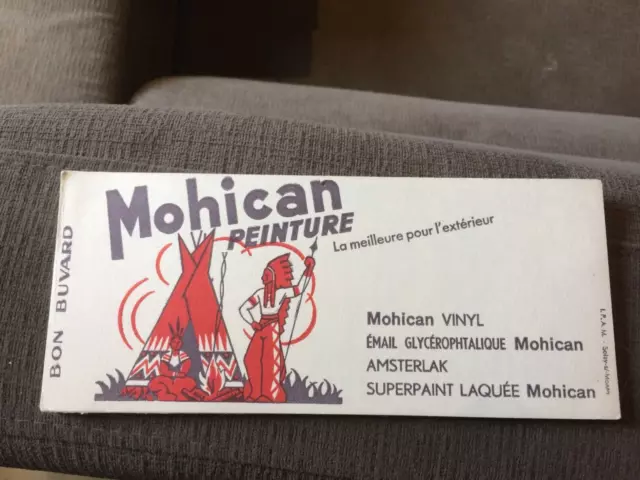 BON BUVARD
Mohican
PEINTURE
La meilleure pour l'extérieur
Mohican VINYL
ÉMAIL GLYCÉROPHTALIQUE Mohican
AMSTERLAK
SUPERPAINT LAQUÉE Mohican